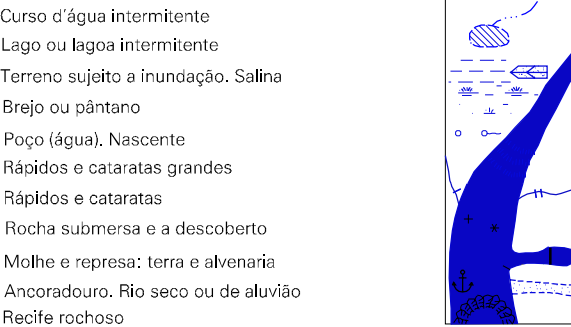 Curso d'água intermitente
Lago ou lagoa intermitente
Terreno sujeito a inundação. Salina
Brejo ou pântano
Poço (água). Nascente
Rápidos e cataratas grandes
Rápidos e cataratas
Rocha submersa e a descoberto
Molhe e represa: terra e alvenaria
Ancoradouro. Rio seco ou de aluvião
Recife rochoso